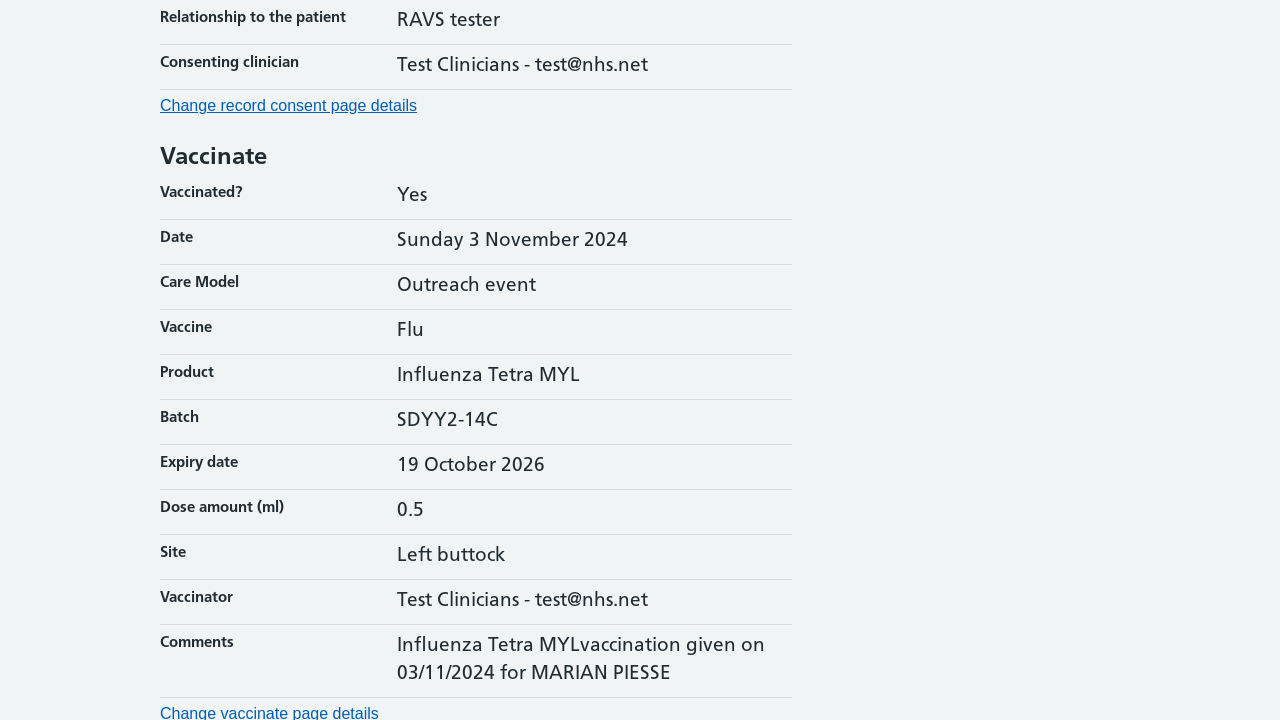 Relationship to the patient RAVS tester
Consenting clinician Test Clinicians - test@nhs.net
Change record consent page details
Vaccinate
Vaccinated? Yes
Date Sunday 3 November 2024
Care Model Outreach event
Vaccine Flu
Product Influenza Tetra MYL
Batch SDYY2-14C
Expiry date 19 October 2026
Dose amount (ml) 0.5
Site Left buttock
Vaccinator Test Clinicians - test@nhs.net
Comments Influenza Tetra MYLvaccination given on
03/11/2024 for MARIAN PIESSE
Change vaccinate page details